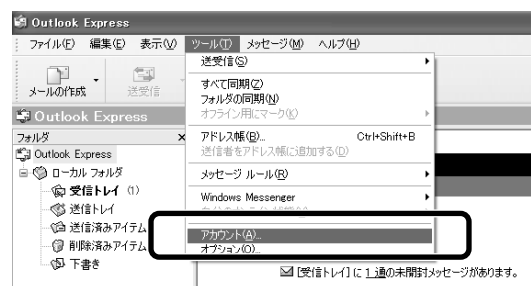 Outlook Express
ファイル(F) 編集(E) 表示(V) ツール(T) メッセージ(M) ヘルプ(H)
メールの作成 送受信
送受信(S)
すべて同期(Z)
フォルダの同期(N)
オフライン用にマーク(K)
アドレス帳(B)... Ctrl+Shift+B
送信者をアドレス帳に追加する(D)
メッセージ ルール(R)
Windows Messenger
アカウント(A)...
オプション(O)...
Outlook Express
フォルダ ×
Outlook Express
ローカル フォルダ
受信トレイ (1)
送信トレイ
送信済みアイテム
削除済みアイテム
下書き
[受信トレイ] に 1 通の未開封メッセージがあります。